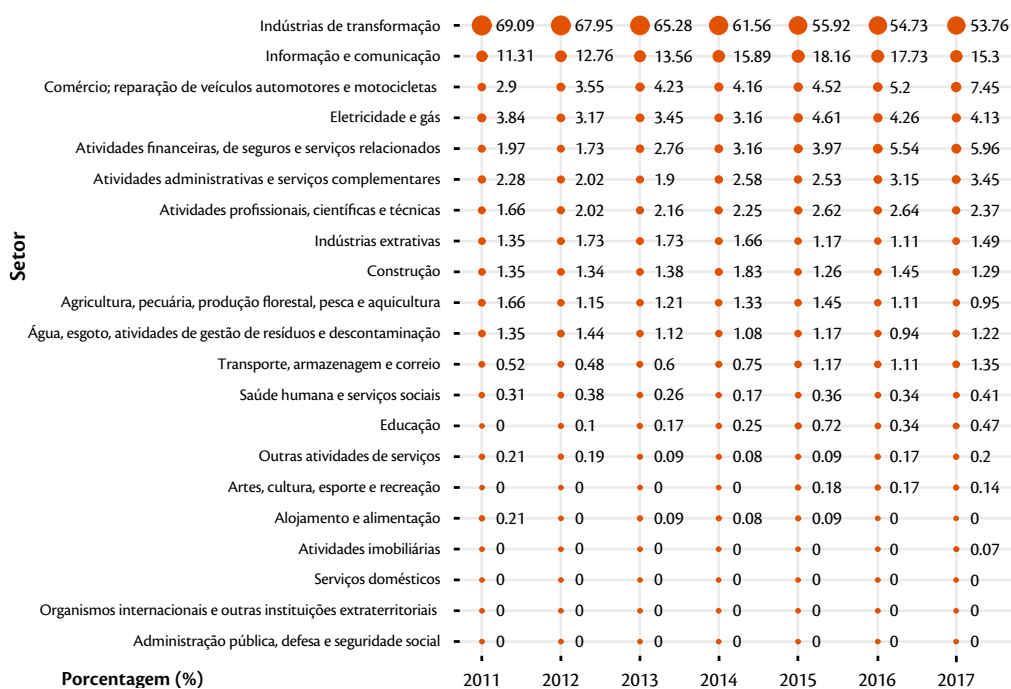 Indústrias de transformação 69.09 67.95 65.28 61.56 55.92 54.73 53.76
Informação e comunicação 11.31 12.76 13.56 15.89 18.16 17.73 15.3
Comércio; reparação de veículos automotores e motocicletas 2.9 3.55 4.23 4.16 4.52 5.2 7.45
Eletricidade e gás 3.84 3.17 3.45 3.16 4.61 4.26 4.13
Atividades financeiras, de seguros e serviços relacionados 1.97 1.73 2.76 3.16 3.97 5.54 5.96
Atividades administrativas e serviços complementares 2.28 2.02 1.9 2.58 2.53 3.15 3.45
Atividades profissionais, científicas e técnicas 1.66 2.02 2.16 2.25 2.62 2.64 2.37
Setor
Indústrias extrativas 1.35 1.73 1.73 1.66 1.17 1.11 1.49
Construção 1.35 1.34 1.38 1.83 1.26 1.45 1.29
Agricultura, pecuária, produção florestal, pesca e aquicultura 1.66 1.15 1.21 1.33 1.45 1.11 0.95
Água, esgoto, atividades de gestão de resíduos e descontaminação 1.35 1.44 1.12 1.08 1.17 0.94 1.22
Transporte, armazenagem e correio 0.52 0.48 0.6 0.75 1.17 1.11 1.35
Saúde humana e serviços sociais 0.31 0.38 0.26 0.17 0.36 0.34 0.41
Educação 0 0.1 0.17 0.25 0.72 0.34 0.47
Outras atividades de serviços 0.21 0.19 0.09 0.08 0.09 0.17 0.2
Artes, cultura, esporte e recreação 0 0 0 0 0.18 0.17 0.14
Alojamento e alimentação 0.21 0 0.09 0.08 0.09 0 0
Atividades imobiliárias 0 0 0 0 0 0 0.07
Serviços domésticos 0 0 0 0 0 0 0
Organismos internacionais e outras instituições extraterritoriais 0 0 0 0 0 0 0
Administração pública, defesa e seguridade social 0 0 0 0 0 0 0
Porcentagem (%) 2011 2012 2013 2014 2015 2016 2017